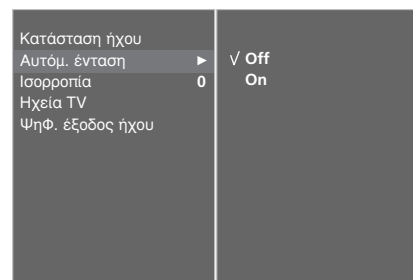 Κατάσταση ήχου
Αυτόμ. ένταση ►
Ισορροπία 0
Ηχεία TV
ΨηΦ. έξοδος ήχου
√ Off
On